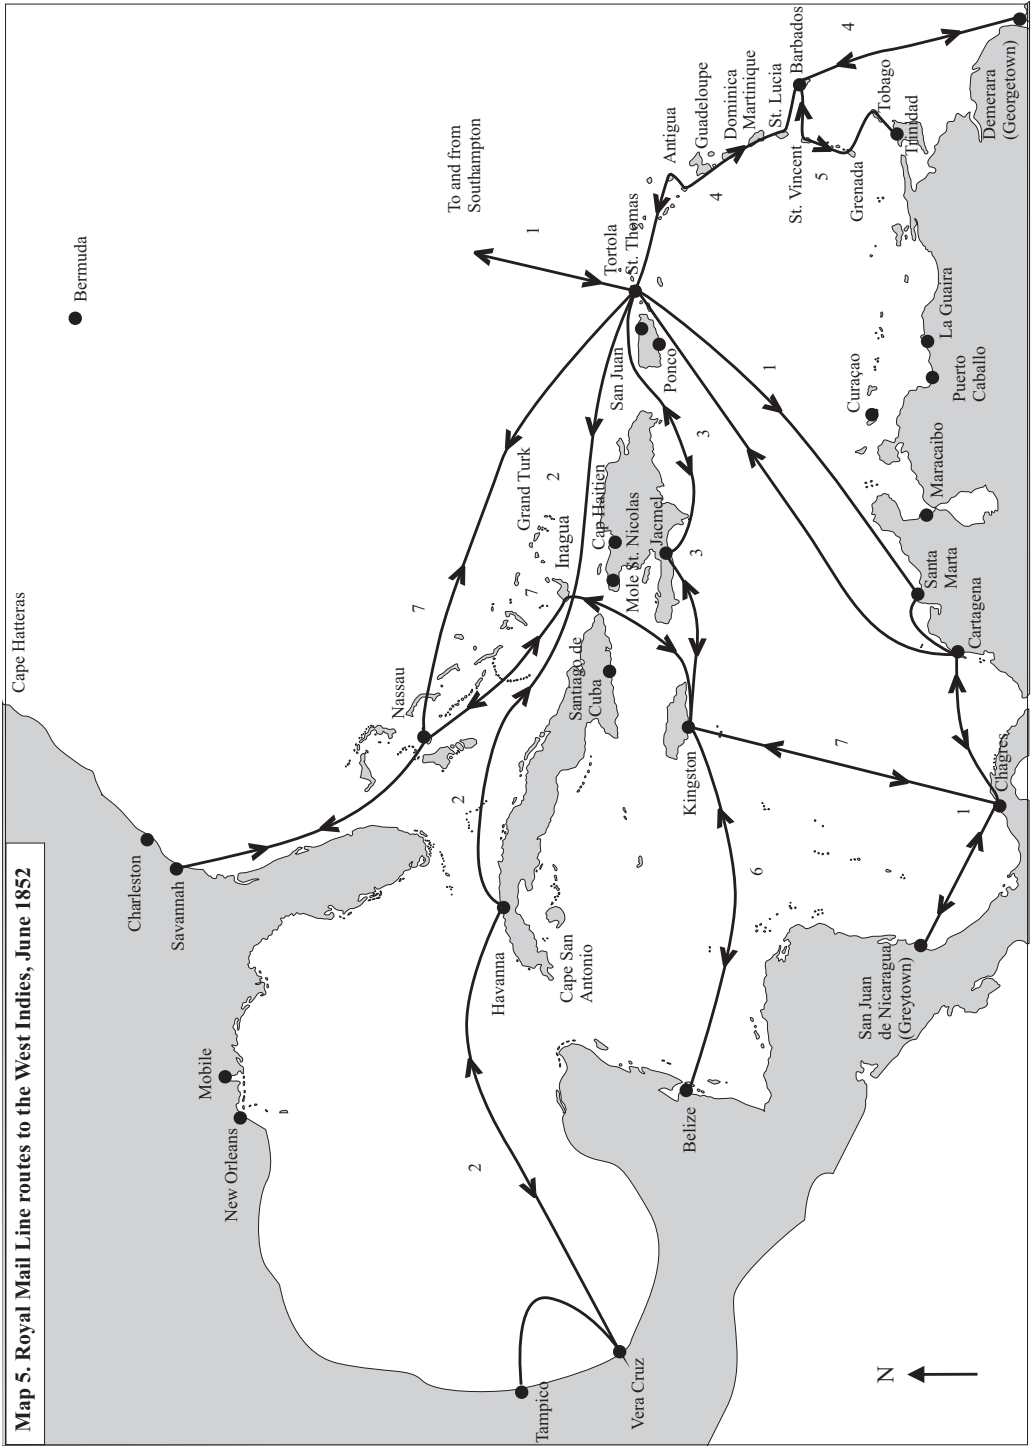 Map 5. Royal Mail Line routes to the West Indies, June 1852
Cape Hatteras
Bermuda
Charleston
Savannah
Mobile
New Orleans
Nassau
7
7
To and from
Southampton
1
Grand Turk
2
Inagua
7
2
Havanna
Cape San
Antonio
2
Tampico
Vera Cruz
Tortola
St. Thomas
San Juan
Ponco
Cap Haitien
Mole St. Nicolas
Jacmel
Santiago de
Cuba
3
3
Kingston
6
Belize
7
1
Antigua
Guadeloupe
Dominica
Martinique
St. Lucia
Barbados
4
4
St. Vincent
5
Grenada
Tobago
Trinidad
Demerara
(Georgetown)
Curaçao
La Guaira
Puerto
Caballo
Maracaibo
Santa
Marta
Cartagena
Chagres
1
San Juan
de Nicaragua
(Greytown)
N